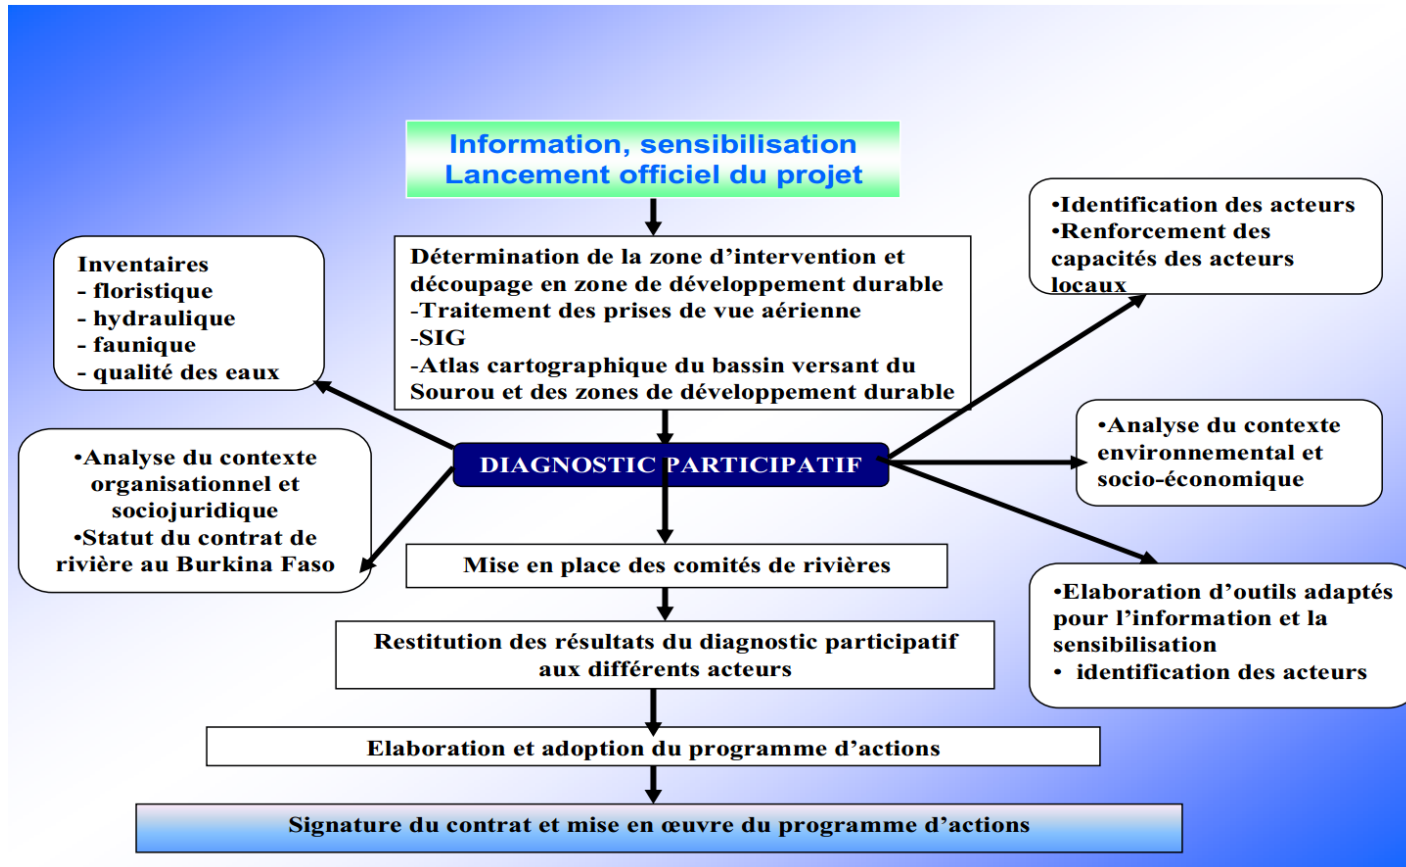 Information, sensibilisation
Lancement officiel du projet
Détermination de la zone d'intervention et
découpage en zone de développement durable
-Traitement des prises de vue aérienne
-SIG
-Atlas cartographique du bassin versant du
Sourou et des zones de développement durable
Inventaires
- floristique
- hydraulique
- faunique
- qualité des eaux
•Identification des acteurs
•Renforcement des
capacités des acteurs
locaux
DIAGNOSTIC PARTICIPATIF
•Analyse du contexte
organisationnel et
sociojuridique
•Statut du contrat de
rivière au Burkina Faso
•Analyse du contexte
environnemental et
socio-économique
•Elaboration d'outils adaptés
pour l'information et la
sensibilisation
• identification des acteurs
Mise en place des comités de rivières
Restitution des résultats du diagnostic participatif
aux différents acteurs
Elaboration et adoption du programme d'actions
Signature du contrat et mise en œuvre du programme d'actions